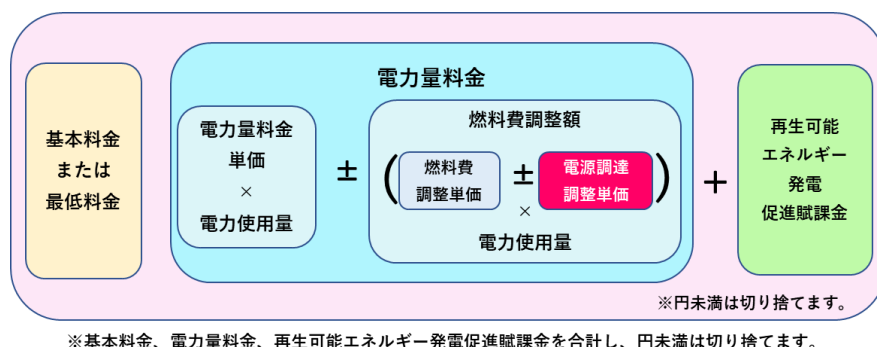 基本料金
または
最低料金
電力量料金
電力量料金
単価
×
電力使用量
±
燃料費調整額
(
燃料費
調整単価
±
電源調達
調整単価
)
×
電力使用量
+
再生可能
エネルギー
発電
促進賦課金
※円未満は切り捨てます。
※基本料金、電力量料金、再生可能エネルギー発電促進賦課金を合計し、円未満は切り捨てます。